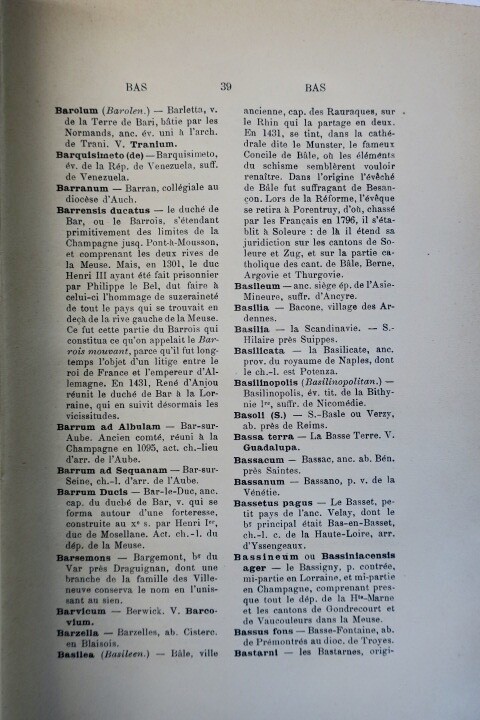 BAS 39 BAS
Barolum (Barolen.) — Barletta, v.
de la Terre de Bari, bâtie par les
Normands, anc. év. uni à l'arch.
de Trani. V. Tranium.
Barquisimeto (de) — Barquisimeto,
év. de la Rép. de Venezuela, suff.
de Venezuela.
Barranum — Barran, collégiale au
diocèse d'Auch.
Barrensis ducatus — le duché de
Bar, ou le Barrois, s'étendant
primitivement des limites de la
Champagne jusq. Pont-à-Mousson,
et comprenant les deux rives de
la Meuse. Mais, en 1301, le duc
Henri III ayant été fait prisonnier
par Philippe le Bel, dut faire à
celui-ci l'hommage de suzeraineté
de tout le pays qui se trouvait en
deçà de la rive gauche de la Meuse.
Ce fut cette partie du Barrois qui
constitua ce qu'on appelait le Bar-
rois mouvant, parce qu'il fut long-
temps l'objet d'un litige entre le
roi de France et l'empereur d'Al-
lemagne. En 1431, René d'Anjou
réunit le duché de Bar à la Lor-
raine, qui en suivit désormais les
vicissitudes.
Barrum ad Albulam — Bar-sur-
Aube. Ancien comté, réuni à la
Champagne en 1095, act. ch.-lieu
d'arr. de l'Aube.
Barrum ad Sequanam — Bar-sur-
Seine, ch.-l. d'arr. de l'Aube.
Barrum Ducis — Bar-le-Duc, anc.
cap. du duché de Bar, v. qui se
forma autour d'une forteresse,
construite au xe s. par Henri Ier,
duc de Mosellane. Act. ch.-l. du
dép. de la Meuse.
Barsemons — Bargemont, bg du
Var près Draguignan, dont une
branche de la famille des Ville-
neuve conserva le nom en l'unis-
sant au sien.
Barvicum — Berwick. V. Barco-
vium.
Barzella — Barzelles, ab. Cisterc.
en Blaisois.
Basilea (Basileen.) — Bâle, ville
ancienne, cap. des Rauraques, sur
le Rhin qui la partage en deux.
En 1431, se tint, dans la cathé-
drale dite le Munster, le fameux
Concile de Bâle, où les éléments
du schisme semblèrent vouloir
renaître. Dans l'origine l'évêché
de Bâle fut suffragant de Besan-
çon. Lors de la Réforme, l'évêque
se retira à Porentruy, d'où, chassé
par les Français en 1796, il s'éta-
blit à Soleure : de là il étend sa
juridiction sur les cantons de So-
leure et Zug, et sur la partie ca-
tholique des cant. de Bâle, Berne,
Argovie et Thurgovie.
Basileum — anc. siège ép. de l'Asie-
Mineure, suffr. d'Ancyre.
Basilia — Bacone, village des Ar-
dennes.
Basilia — la Scandinavie. — S.-
Hilaire près Suippes.
Basilicata — la Basilicate, anc.
prov. du royaume de Naples, dont
le ch.-l. est Potenza.
Basilinopolis (Basilinopolitan.) —
Basilinopolis, év. tit. de la Bithy-
nie Ire, suffr. de Nicomédie.
Basoli (S.) — S.-Basle ou Verzy,
ab. près de Reims.
Bassa terra — La Basse Terre. V.
Guadalupa.
Bassacum — Bassac, anc. ab. Bén.
près Saintes.
Bassanum — Bassano, p. v. de la
Vénétie.
Bassetus pagus — Le Basset, pe-
tit pays de l'anc. Velay, dont le
bg principal était Bas-en-Basset,
ch.-l. c. de la Haute-Loire, arr.
d'Yssengeaux.
Bassineum ou Bassiniacensis
ager — le Bassigny, p. contrée,
mi-partie en Lorraine, et mi-partie
en Champagne, comprenant pres-
que tout le dép. de la Hte-Marne
et les cantons de Gondrecourt et
de Vaucouleurs dans la Meuse.
Bassus fons — Basse-Fontaine, ab.
de Prémontrés au dioc. de Troyes.
Bastarni — les Bastarnes, origi-